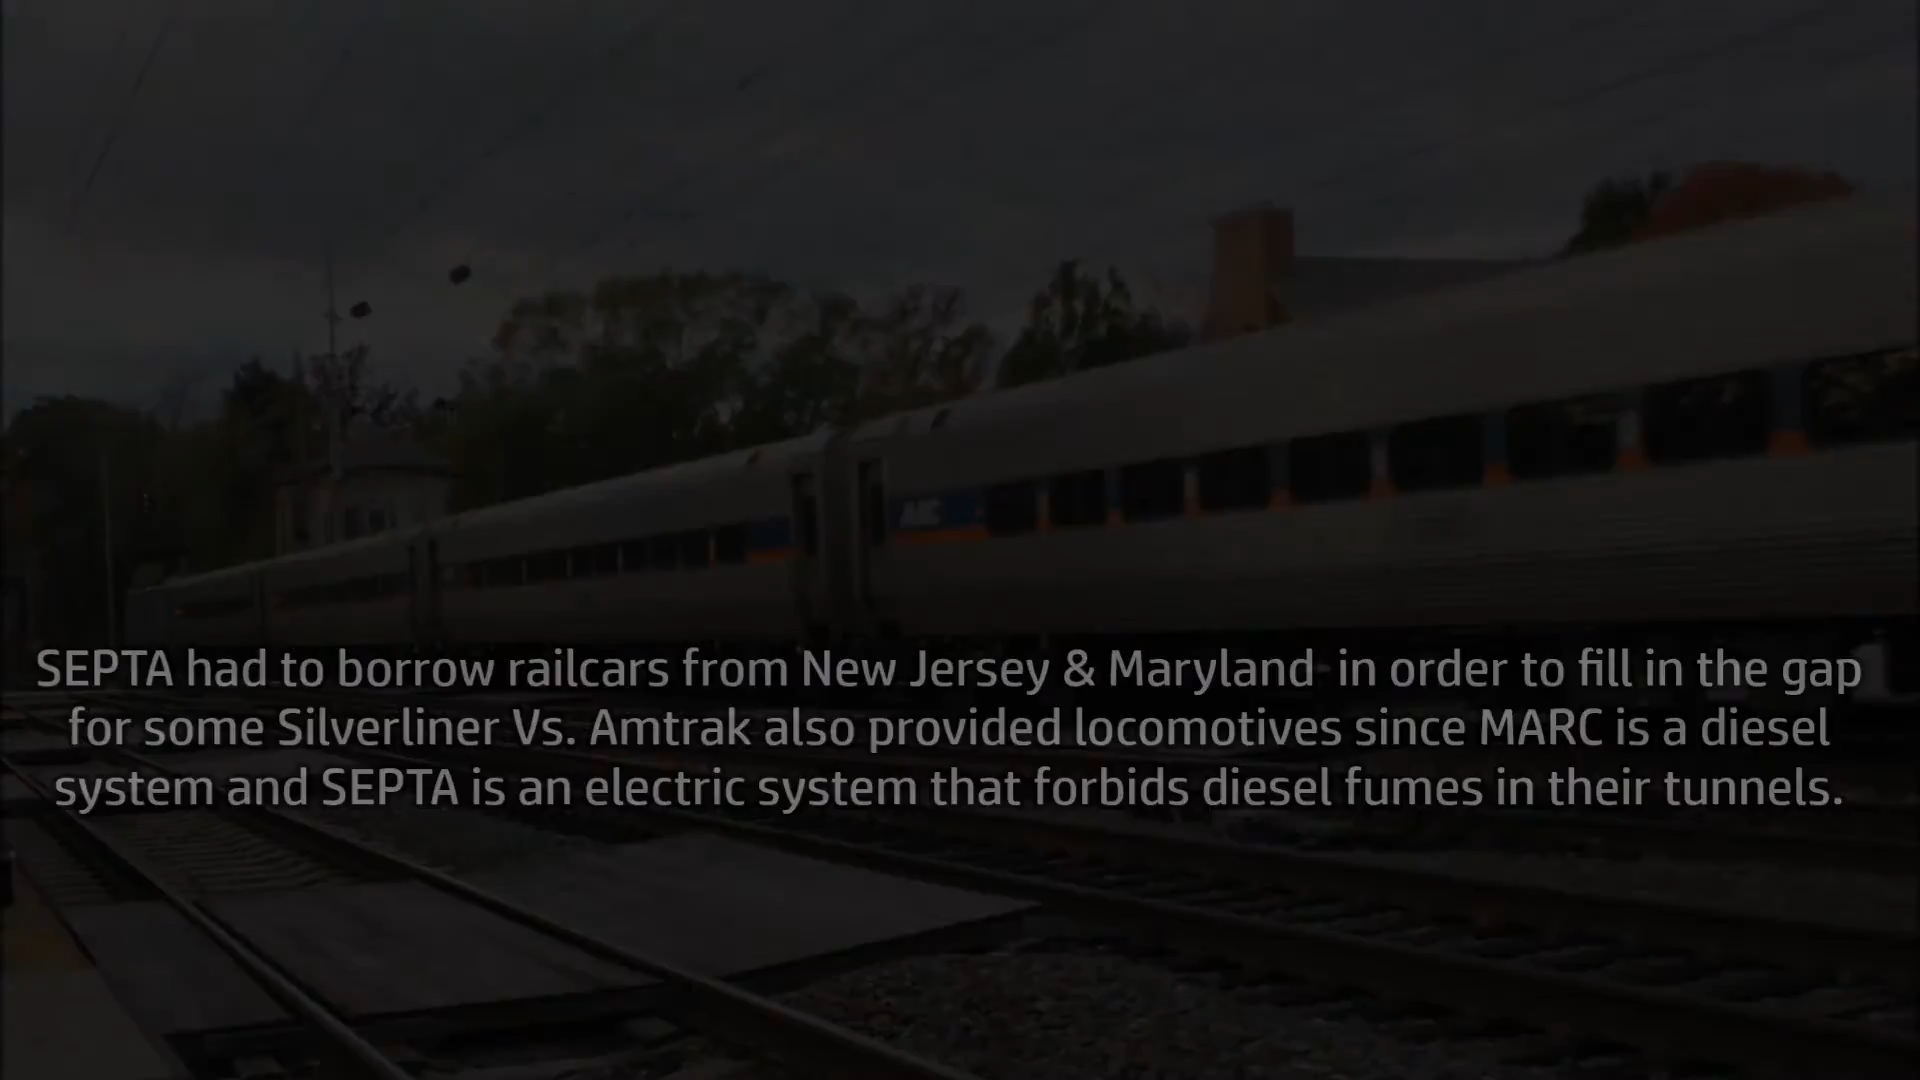 SEPTA had to borrow railcars from New Jersey & Maryland  in order to fill in the gap
for some Silverliner Vs. Amtrak also provided locomotives since MARC is a diesel
system and SEPTA is an electric system that forbids diesel fumes in their tunnels.